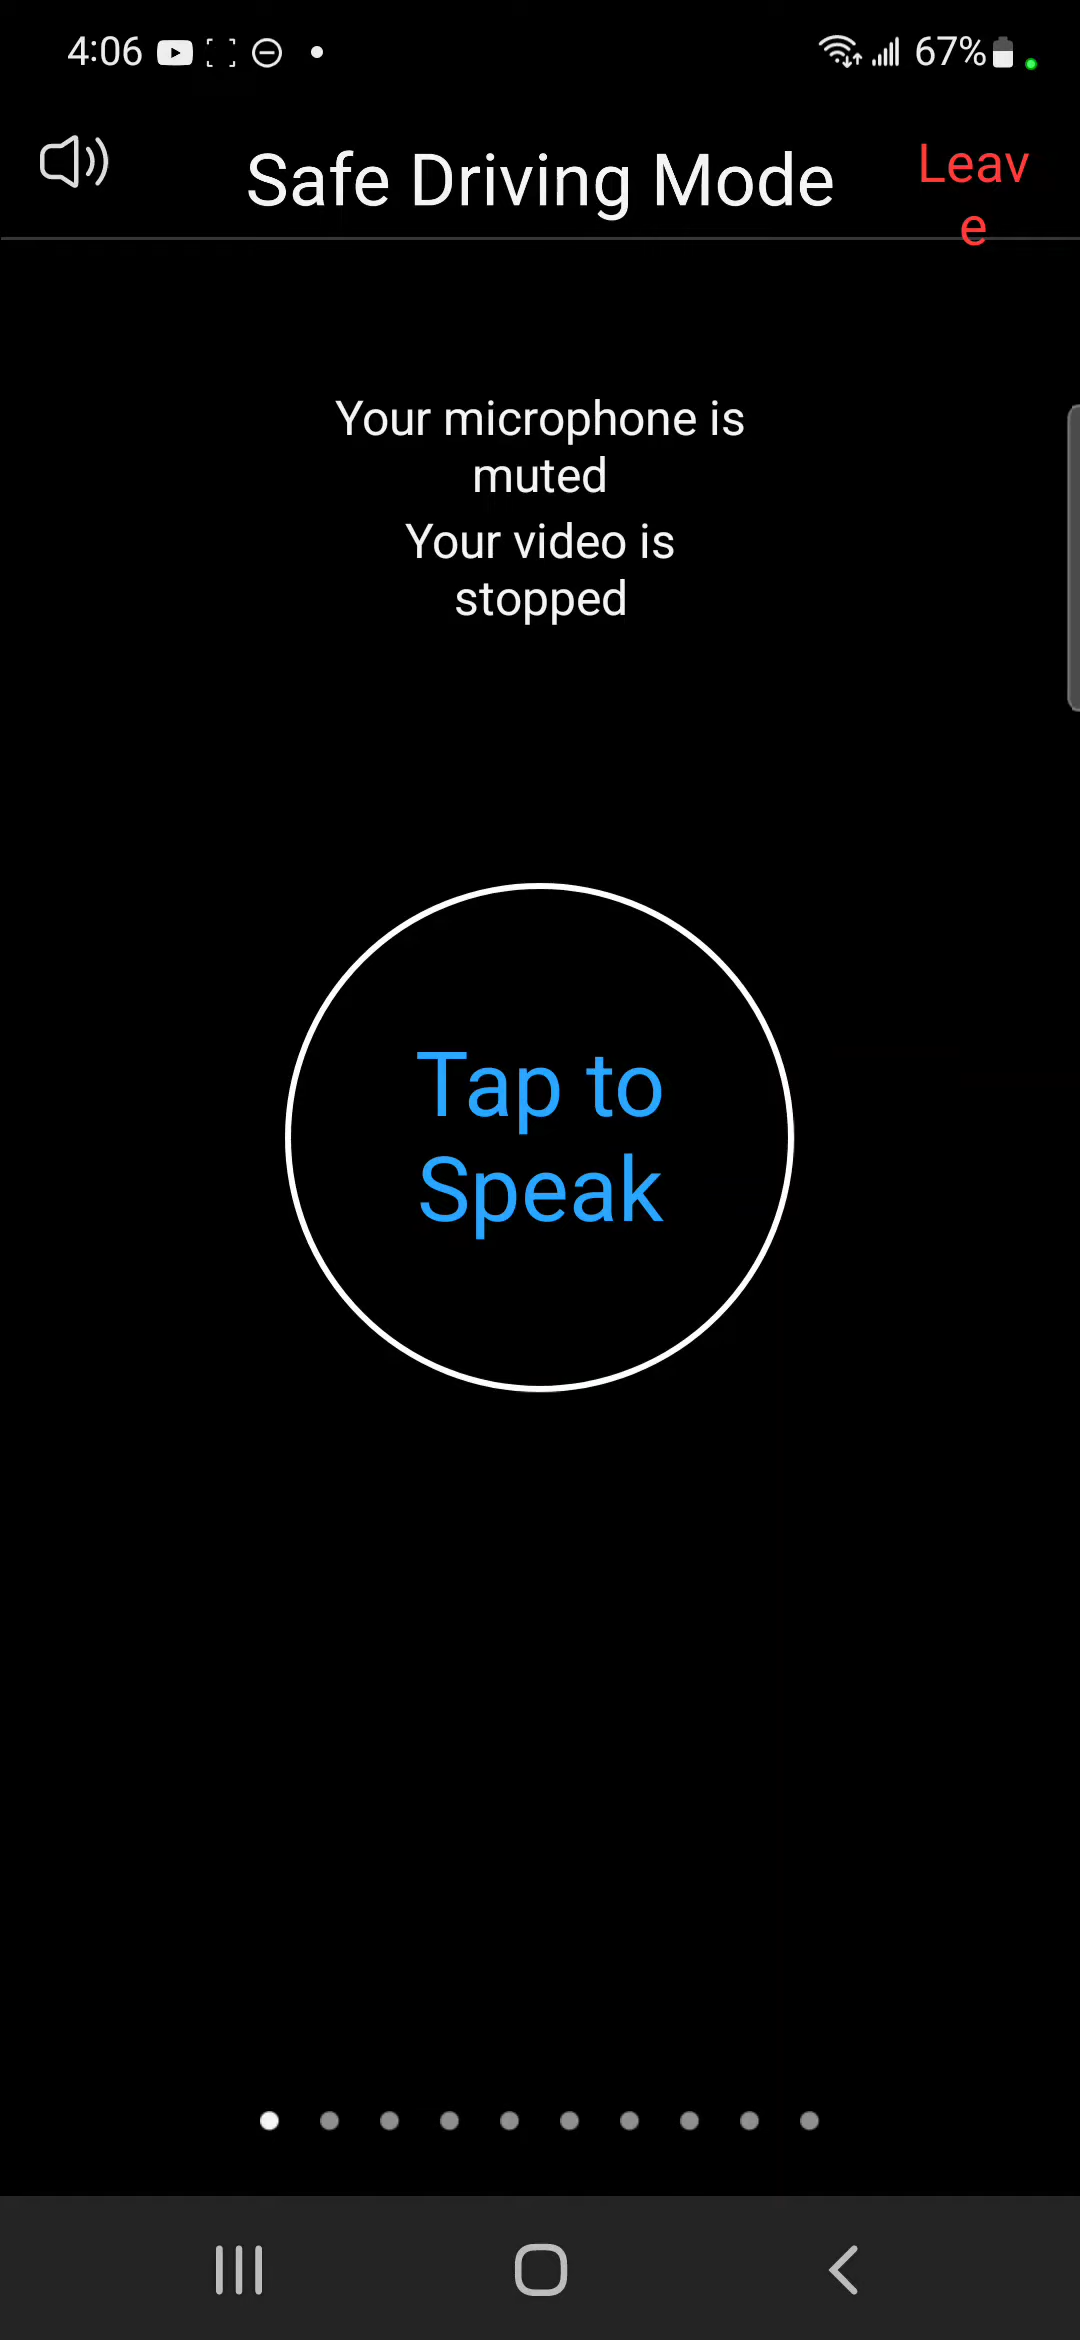 4:06
67%
Safe Driving Mode
Leav
e
Your microphone is
muted
Your video is
stopped
Tap to
Speak